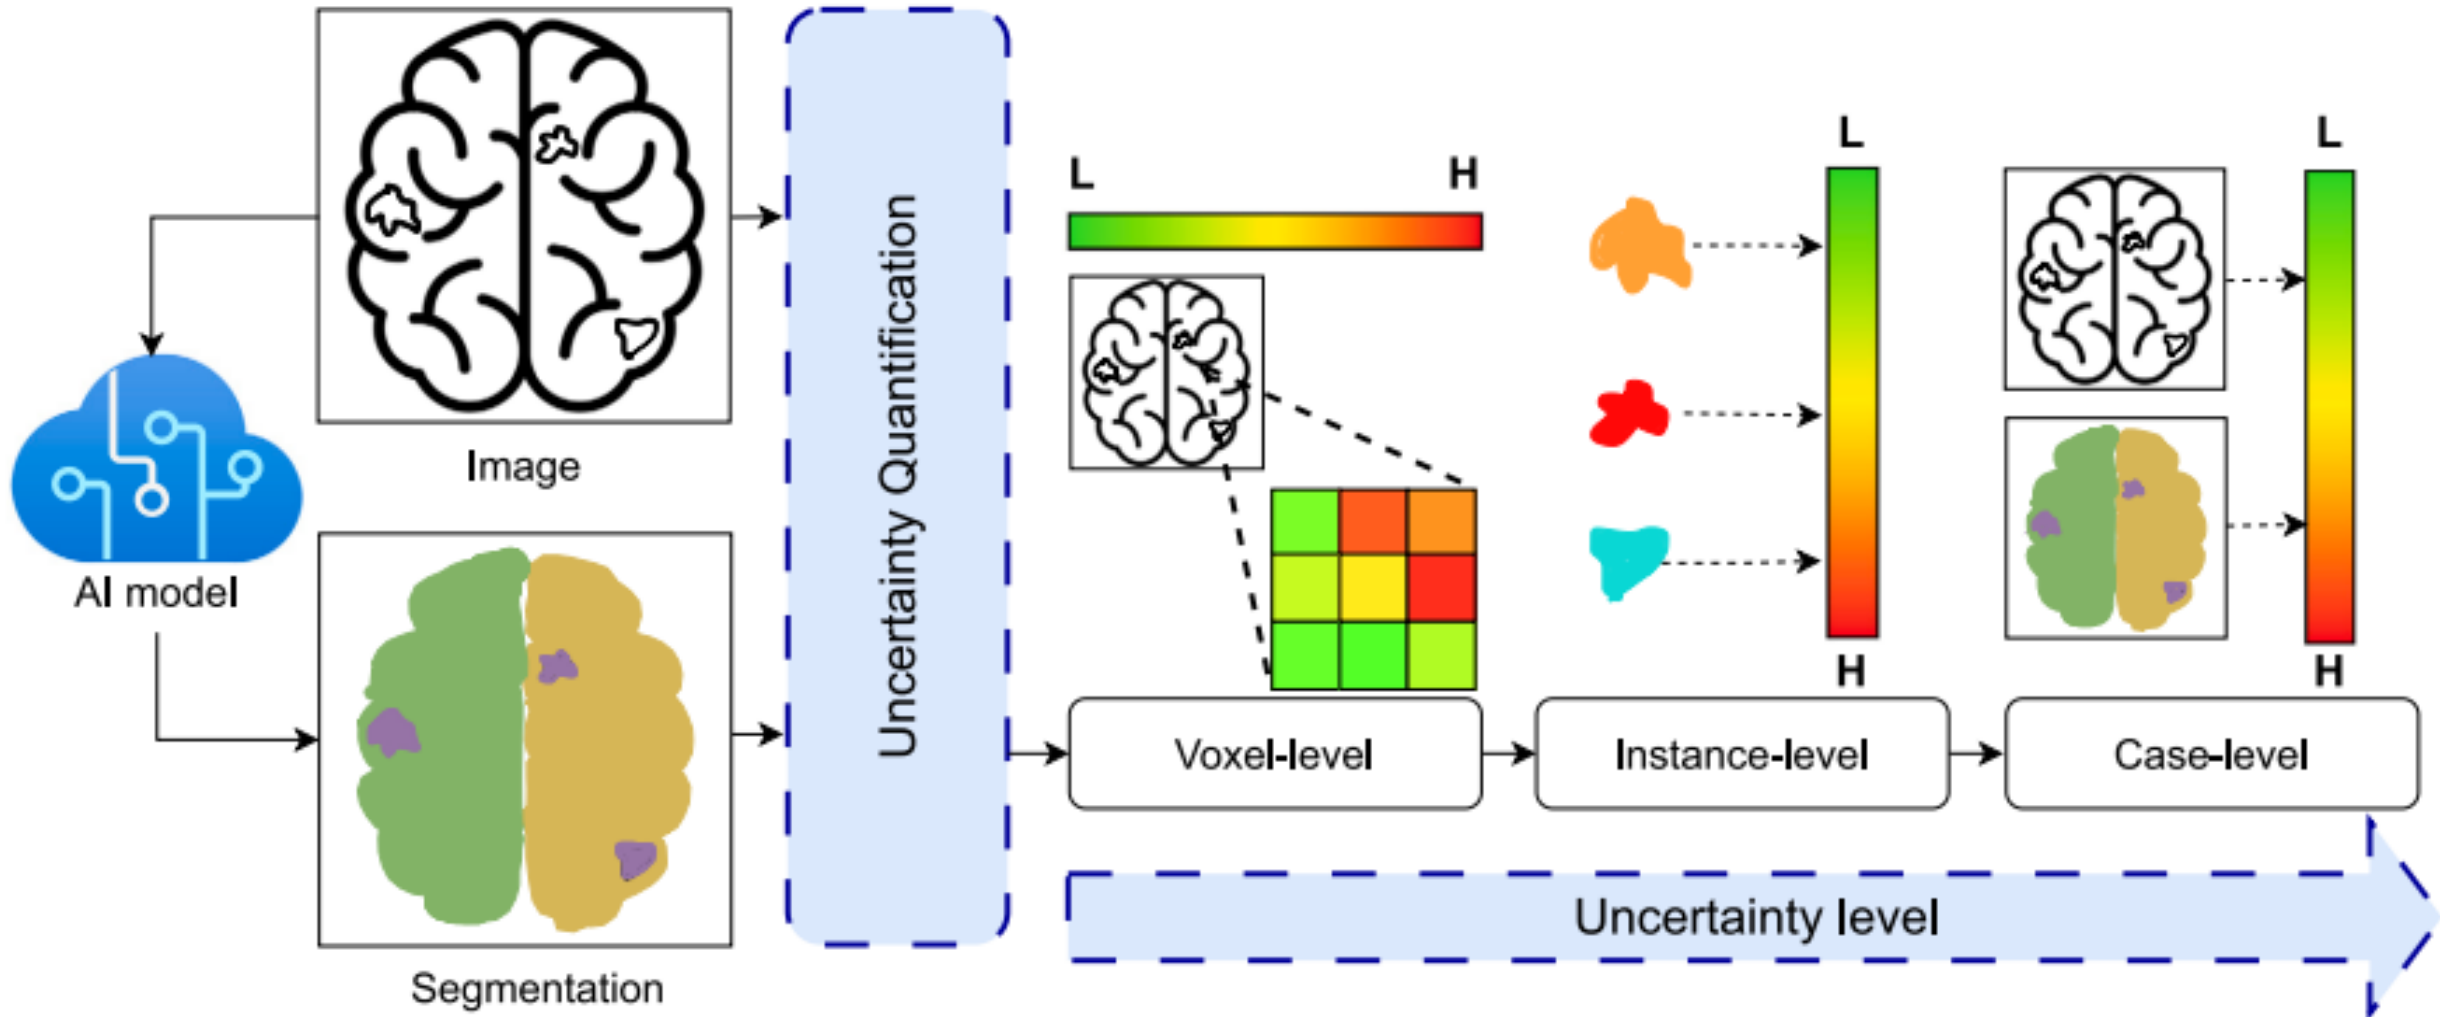 Image
AI model
Segmentation
Uncertainty Quantification
L
H
L
H
L
H
Voxel-level
Instance-level
Case-level
Uncertainty level